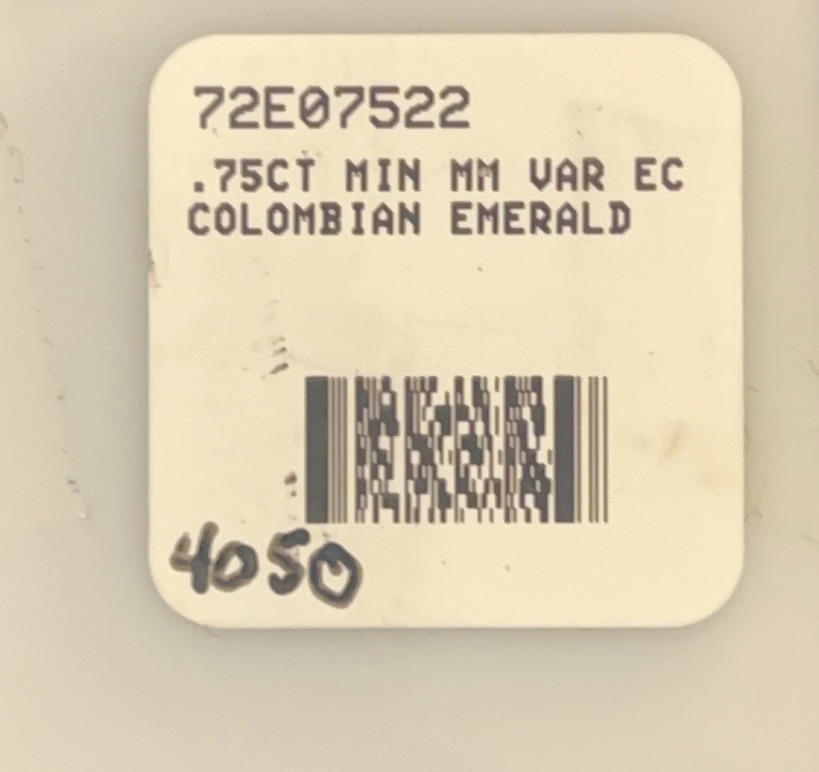 72E07522
.75CT MIN MM VAR EC
COLOMBIAN EMERALD
4050